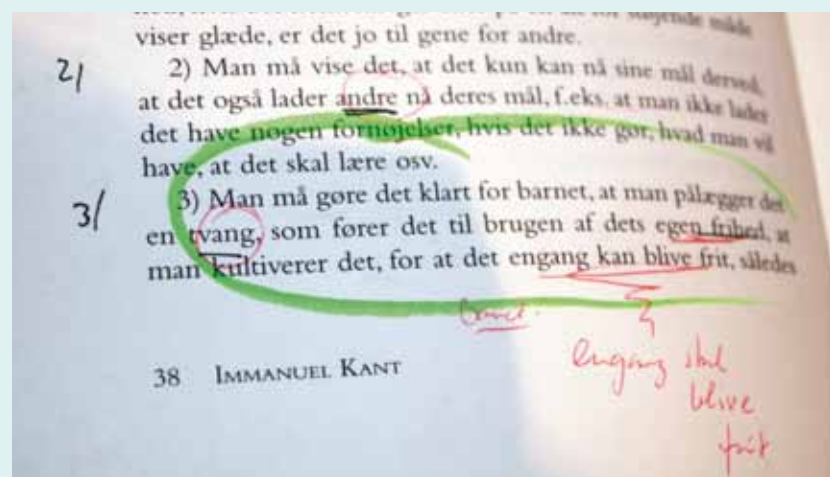 viser glæde, er det jo til gene for andre.
2/
2) Man må vise det, at det kun kan nå sine mål derved,
at det også lader andre nå deres mål, f.eks. at man ikke lader
det have nogen fornøjelser, hvis det ikke gør, hvad man vil
have, at det skal lære osv.
3/
3) Man må gøre det klart for barnet, at man pålægger det
en tvang, som fører det til brugen af dets egen frihed, at
man kultiverer det, for at det engang kan blive frit, således
38 IMMANUEL KANT
engang skal
blive
frit